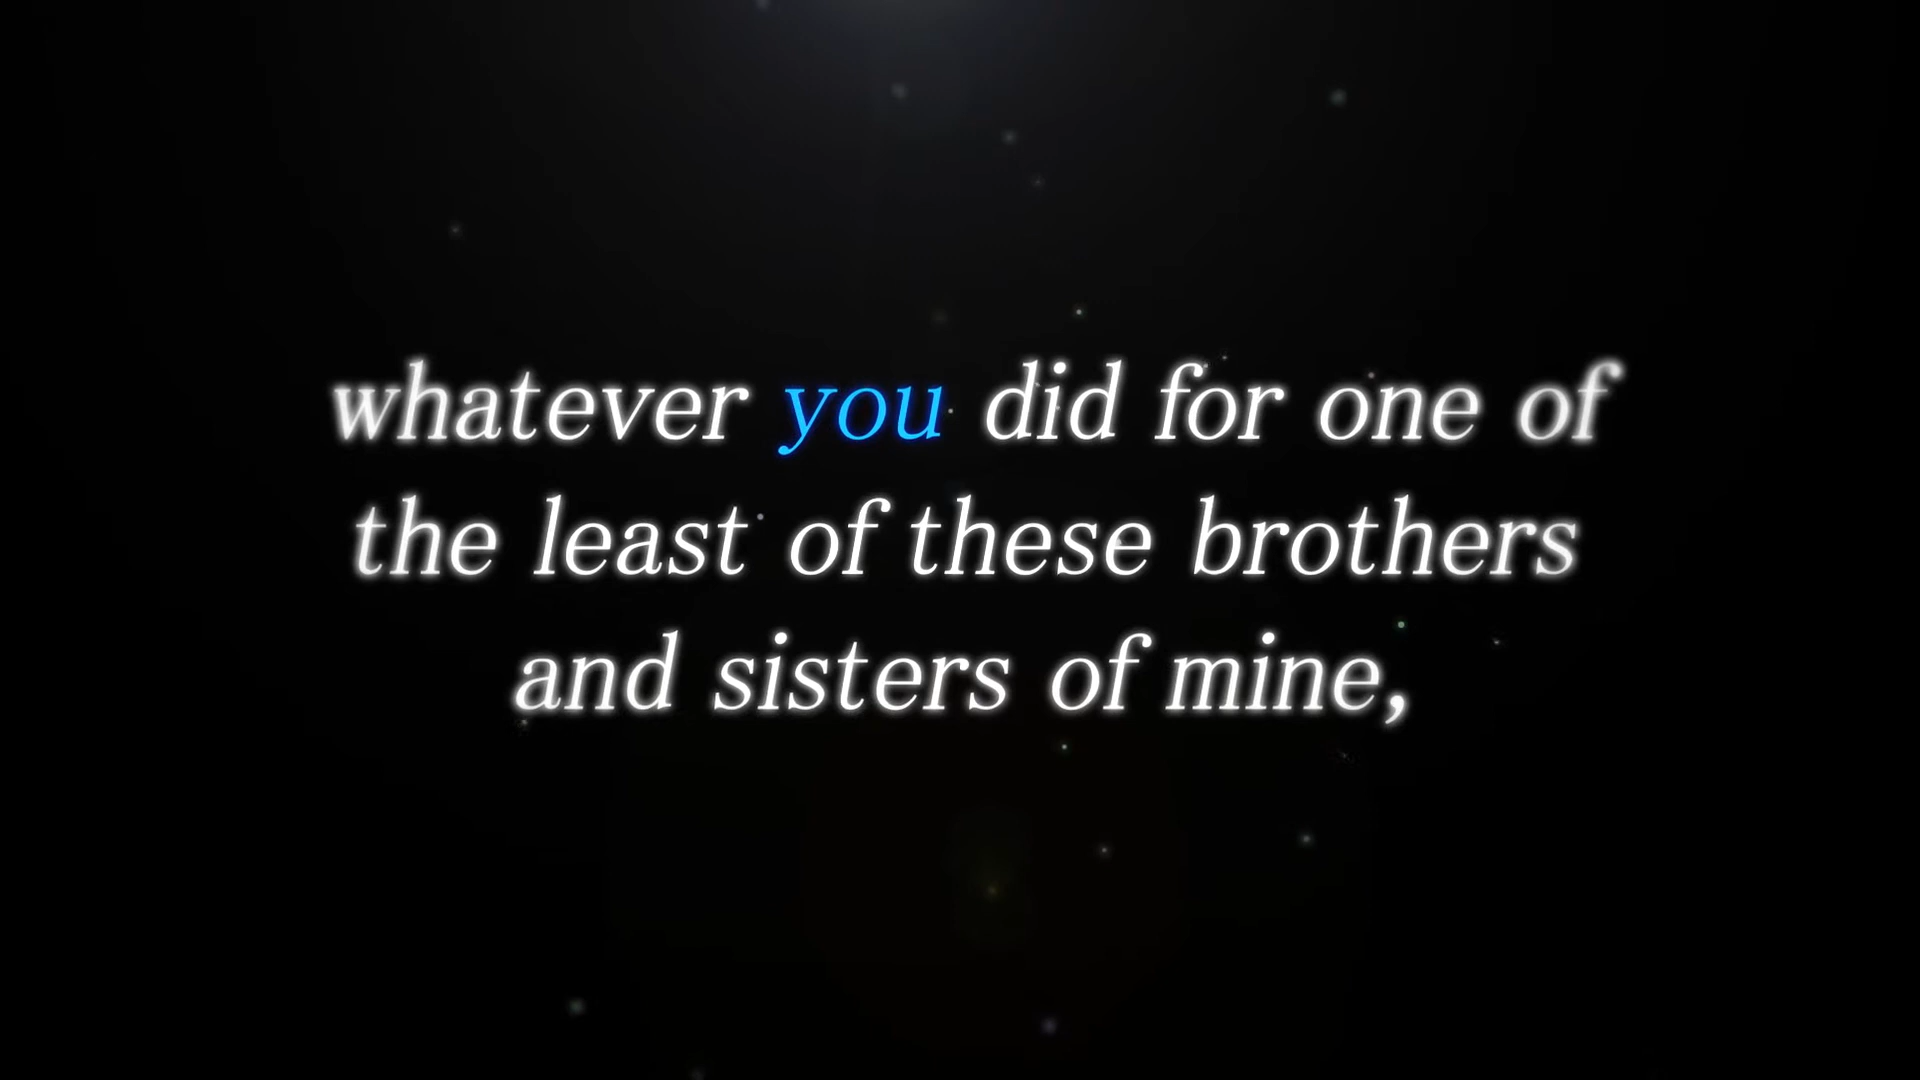 whatever you did for one of
the least of these brothers
and sisters of mine,